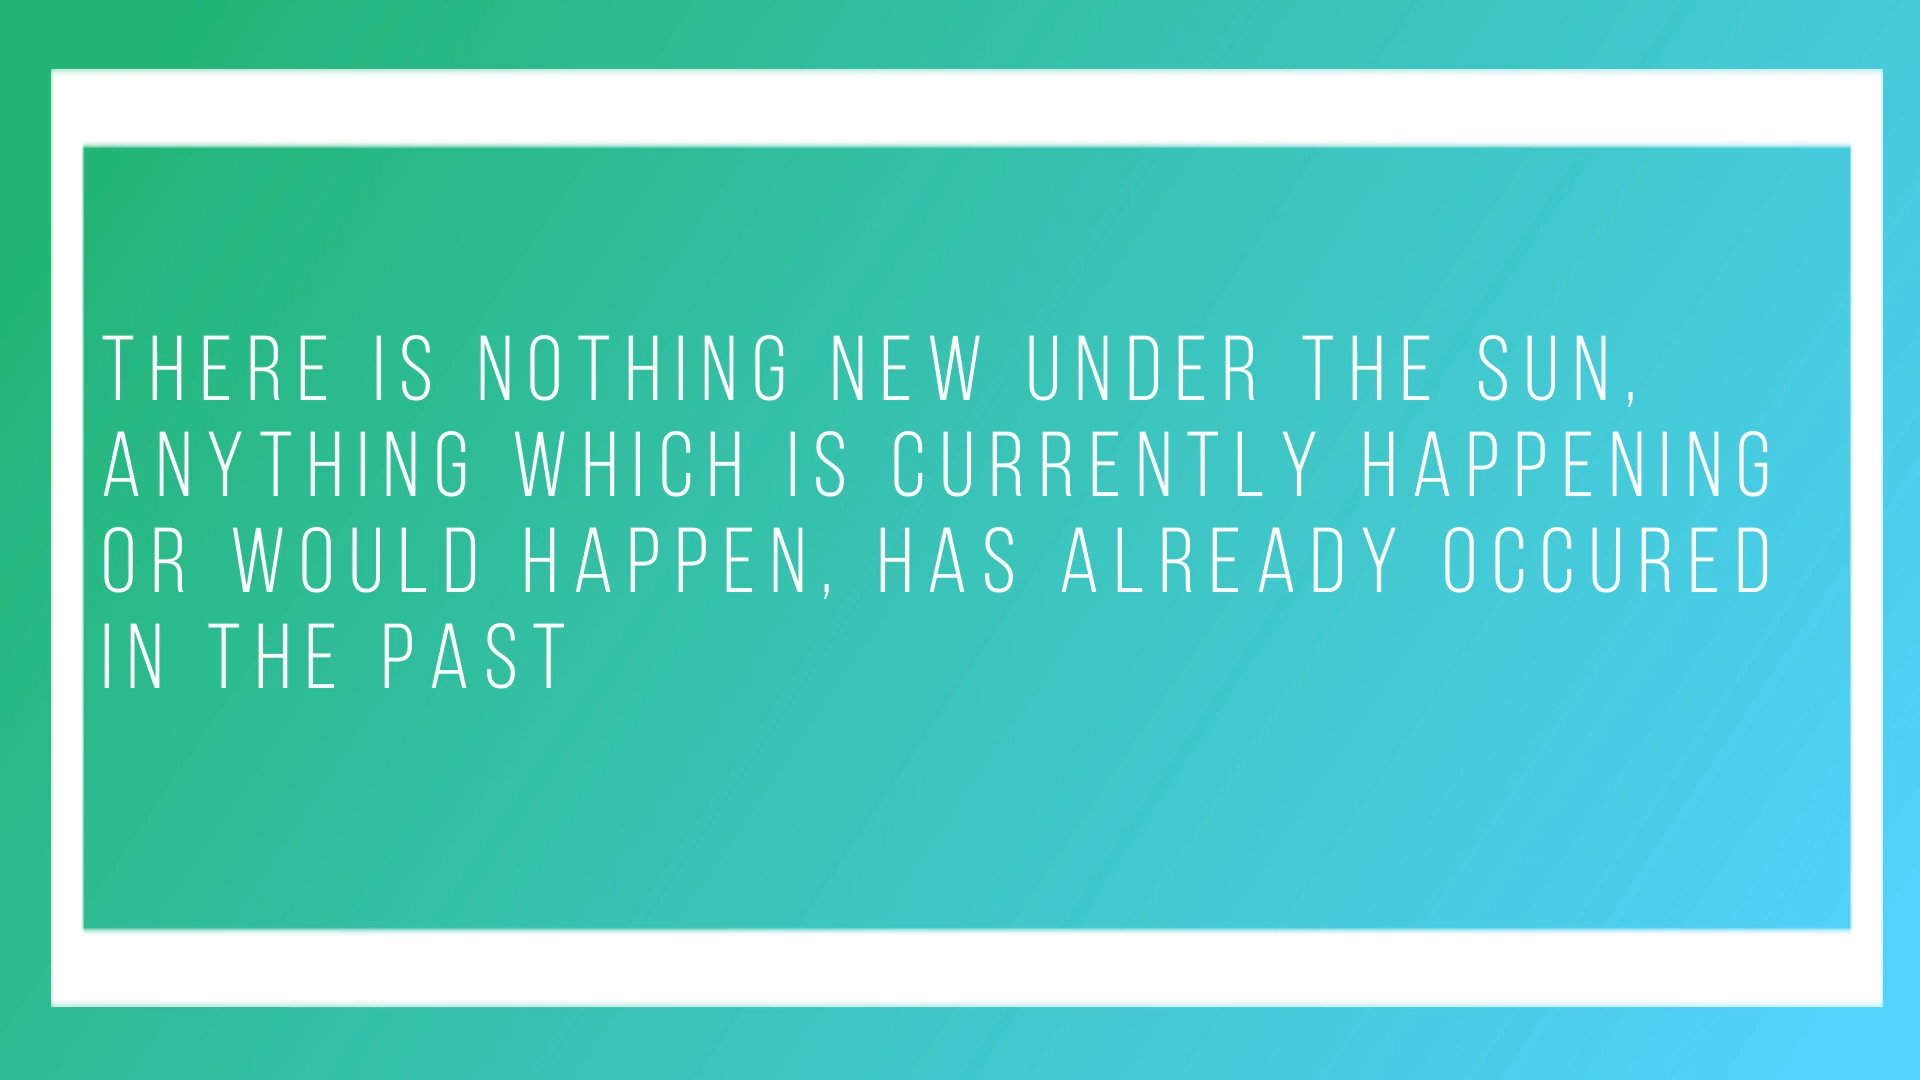 THERE IS NOTHING NEW UNDER THE SUN,
ANYTHING WHICH IS CURRENTLY HAPPENING
OR WOULD HAPPEN, HAS ALREADY OCCURED
IN THE PAST